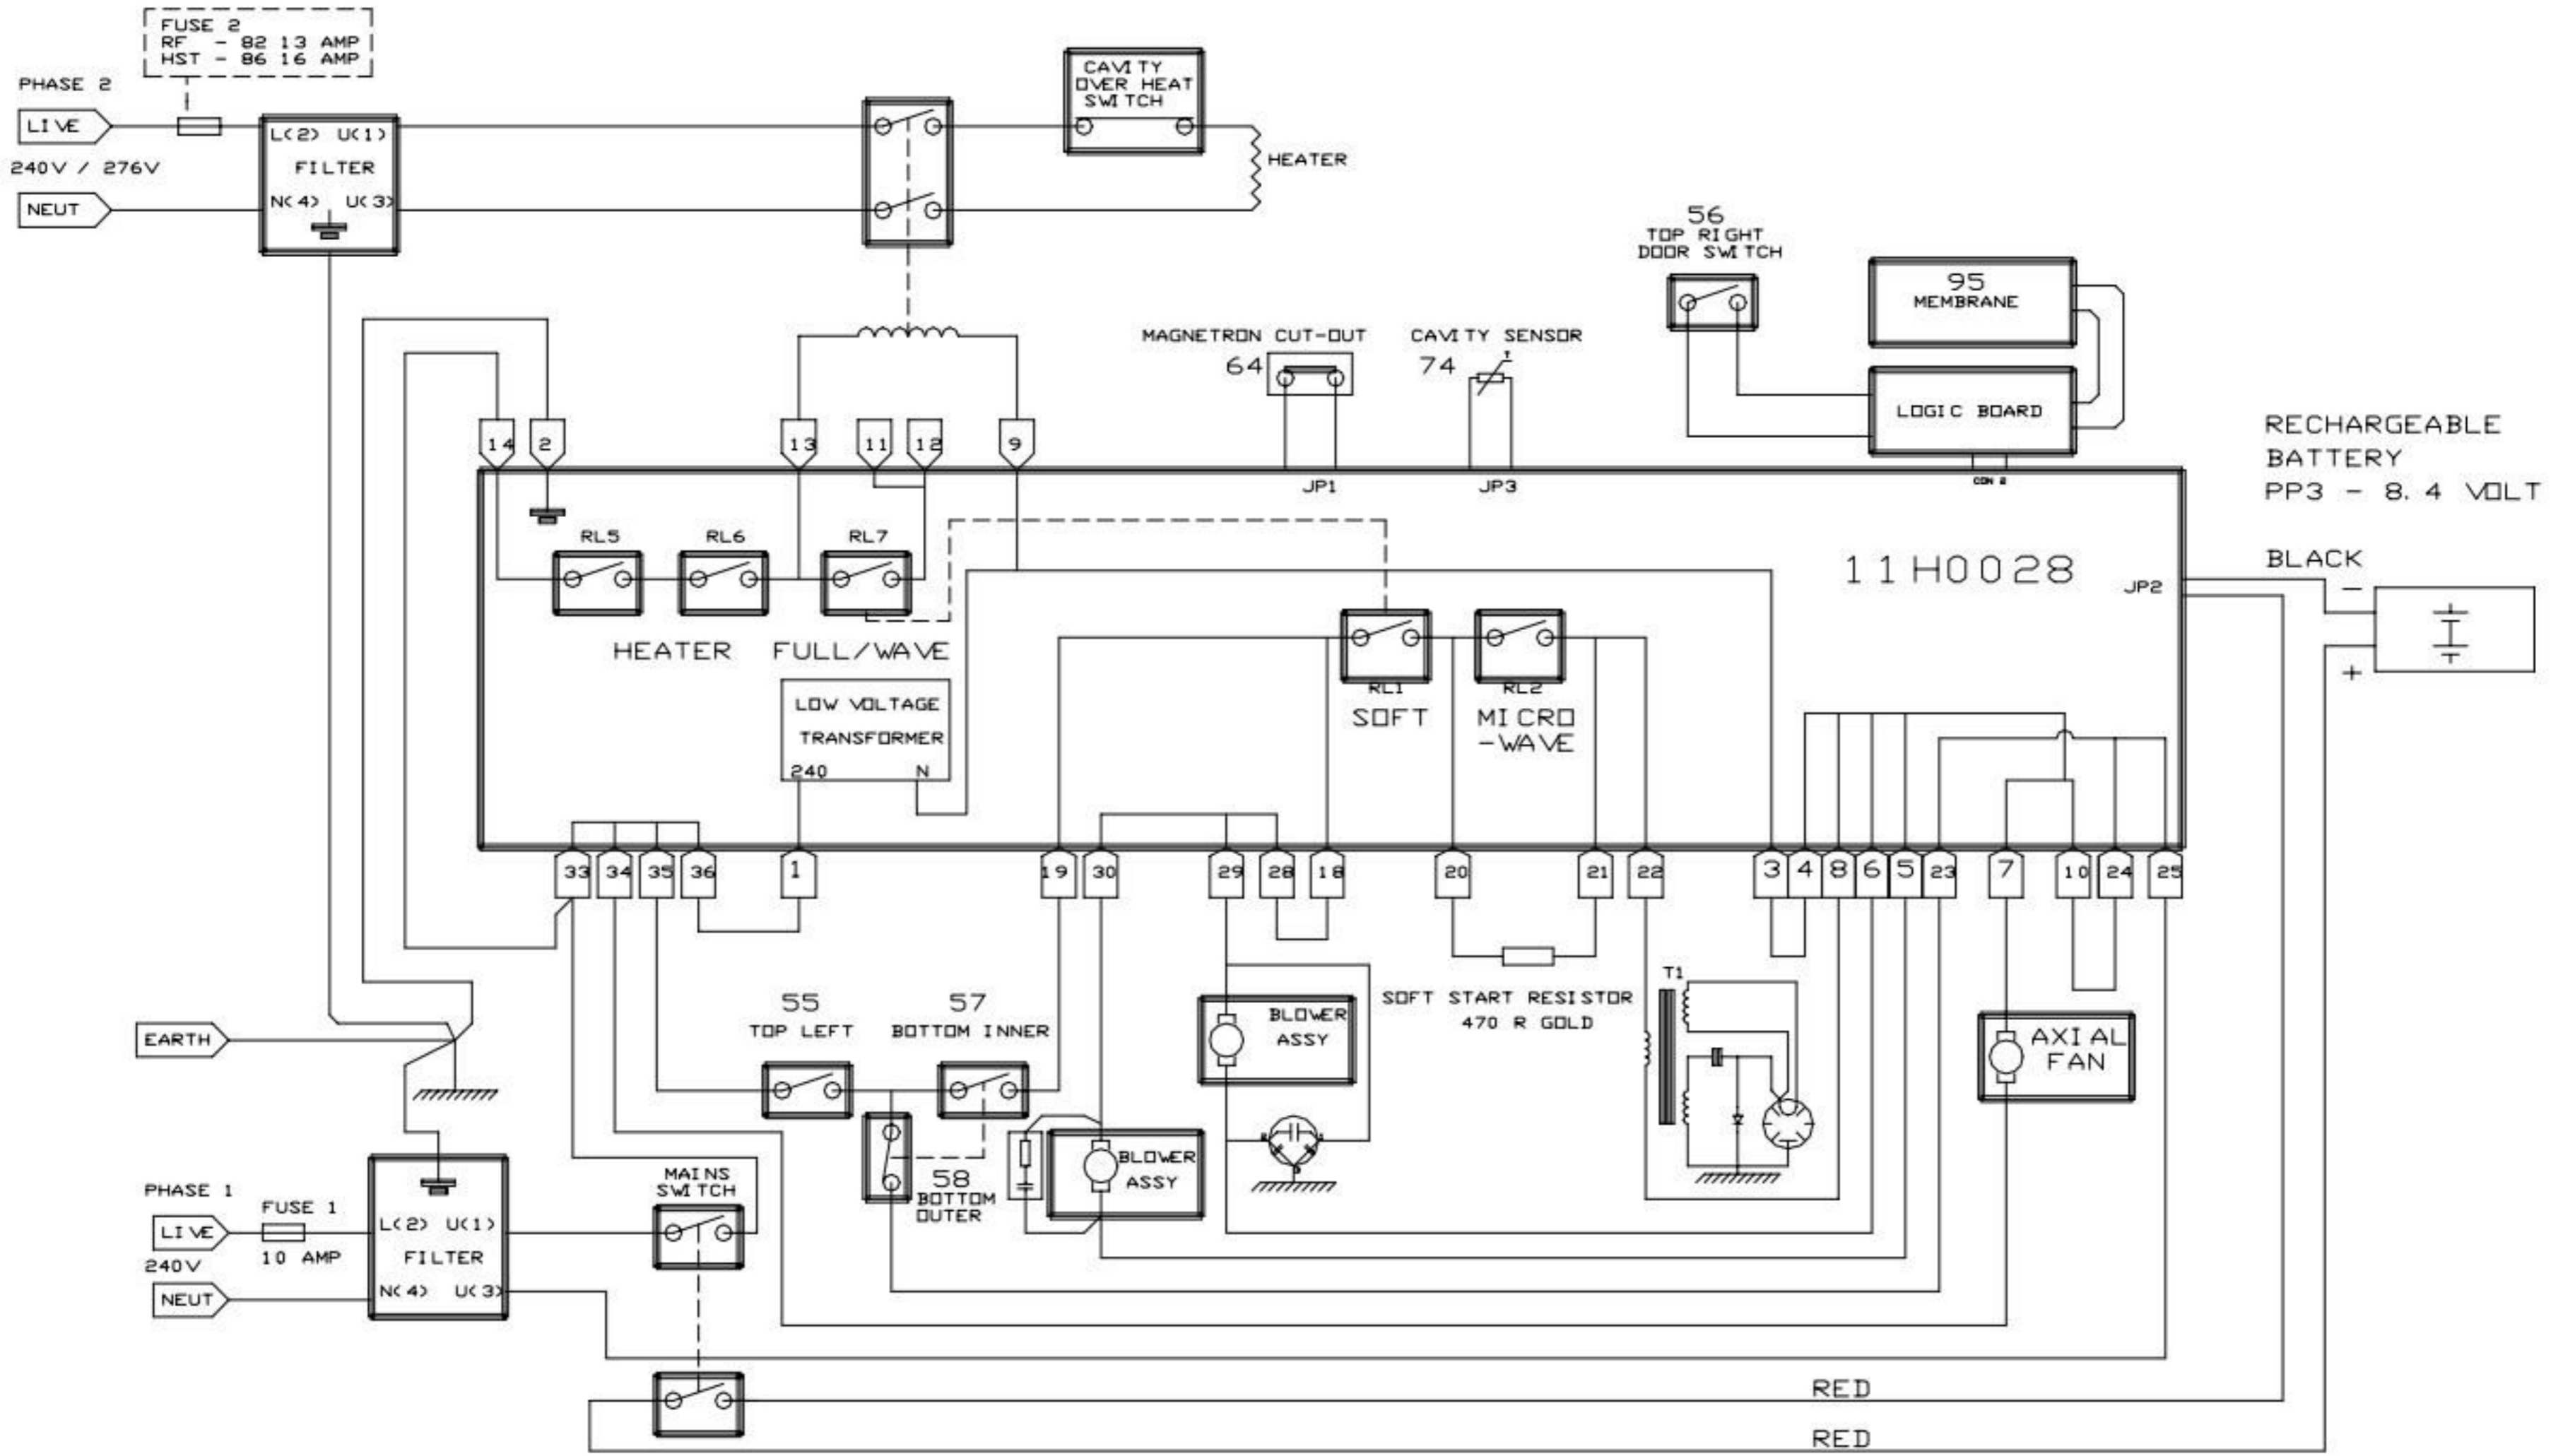 FUSE 2
RF - 82 13 AMP
HST - 86 16 AMP
PHASE 2
LIVE
240V / 276V
NEUT
L(2) U(1)
FILTER
N(4) U(3)
CAVITY
OVER HEAT
SWITCH
HEATER
56
TOP RIGHT
DOOR SWITCH
95
MEMBRANE
LOGIC BOARD
MAGNETRON CUT-OUT
64
CAVITY SENSOR
74
RECHARGEABLE
BATTERY
PP3 - 8.4 VOLT
BLACK
-
+
14
2
13
11
12
9
JP1
JP3
CON 2
RL5
RL6
RL7
HEATER
FULL/WAVE
11H0028
JP2
LOW VOLTAGE
TRANSFORMER
240 N
RL1
SOFT
RL2
MICRO
-WAVE
33
34
35
36
1
19
30
29
28
18
20
21
22
3
4
8
6
5
23
7
10
24
25
55
TOP LEFT
57
BOTTOM INNER
BLOWER
ASSY
SOFT START RESISTOR
470 R GOLD
T1
AXIAL
FAN
EARTH
58
BOTTOM
OUTER
BLOWER
ASSY
MAINS
SWITCH
PHASE 1
FUSE 1
LIVE
10 AMP
240V
NEUT
L(2) U(1)
FILTER
N(4) U(3)
RED
RED